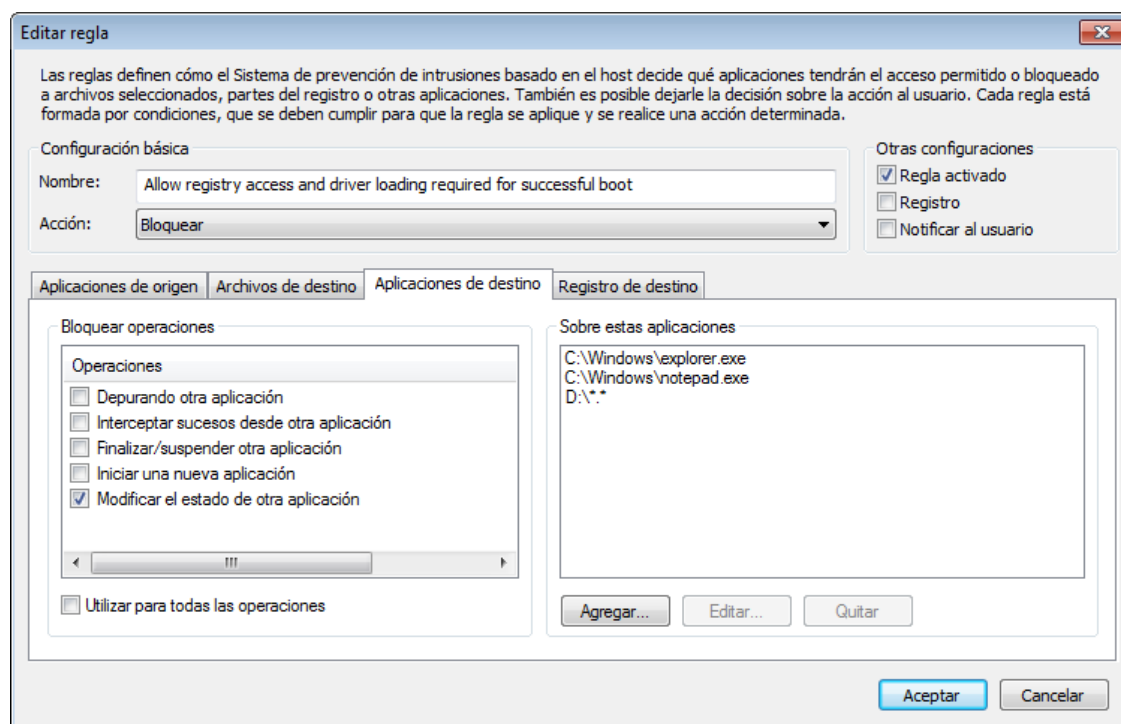 Editar regla
Las reglas definen cómo el Sistema de prevención de intrusiones basado en el host decide qué aplicaciones tendrán el acceso permitido o bloqueado
a archivos seleccionados, partes del registro o otras aplicaciones. También es posible dejarle la decisión sobre la acción al usuario. Cada regla está
formada por condiciones, que se deben cumplir para que la regla se aplique y se realice una acción determinada.
Configuración básica
Nombre: Allow registry access and driver loading required for successful boot
Acción: Bloquear
Otras configuraciones
Regla activado
Registro
Notificar al usuario
Aplicaciones de origen Archivos de destino Aplicaciones de destino Registro de destino
Bloquear operaciones
Operaciones
Depurando otra aplicación
Interceptar sucesos desde otra aplicación
Finalizar/suspender otra aplicación
Iniciar una nueva aplicación
Modificar el estado de otra aplicación
Utilizar para todas las operaciones
Sobre estas aplicaciones
C:\Windows\explorer.exe
C:\Windows\notepad.exe
D:\*.*
Agregar... Editar... Quitar
Aceptar Cancelar